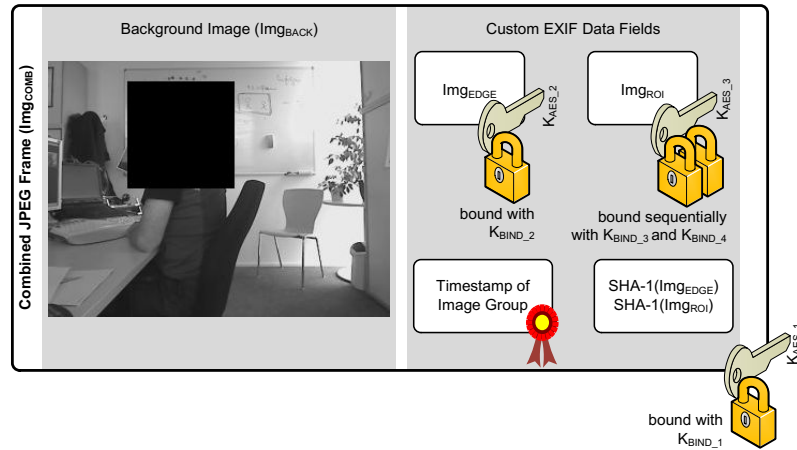 Combined JPEG Frame (ImgCOMB)
Background Image (ImgBACK)
Custom EXIF Data Fields
ImgEDGE
KAES_2
ImgROI
KAES_3
bound with
KBIND_2
bound sequentially
with KBIND_3 and KBIND_4
Timestamp of
Image Group
SHA-1(ImgEDGE)
SHA-1(ImgROI)
KAES_1
bound with
KBIND_1